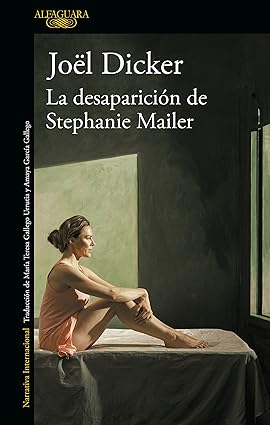 ALFAGUARA
Joël Dicker
La desaparición de
Stephanie Mailer
Narrativa Internacional
Traducción de María Teresa Gallego Urrutia y Amaya García Gallego